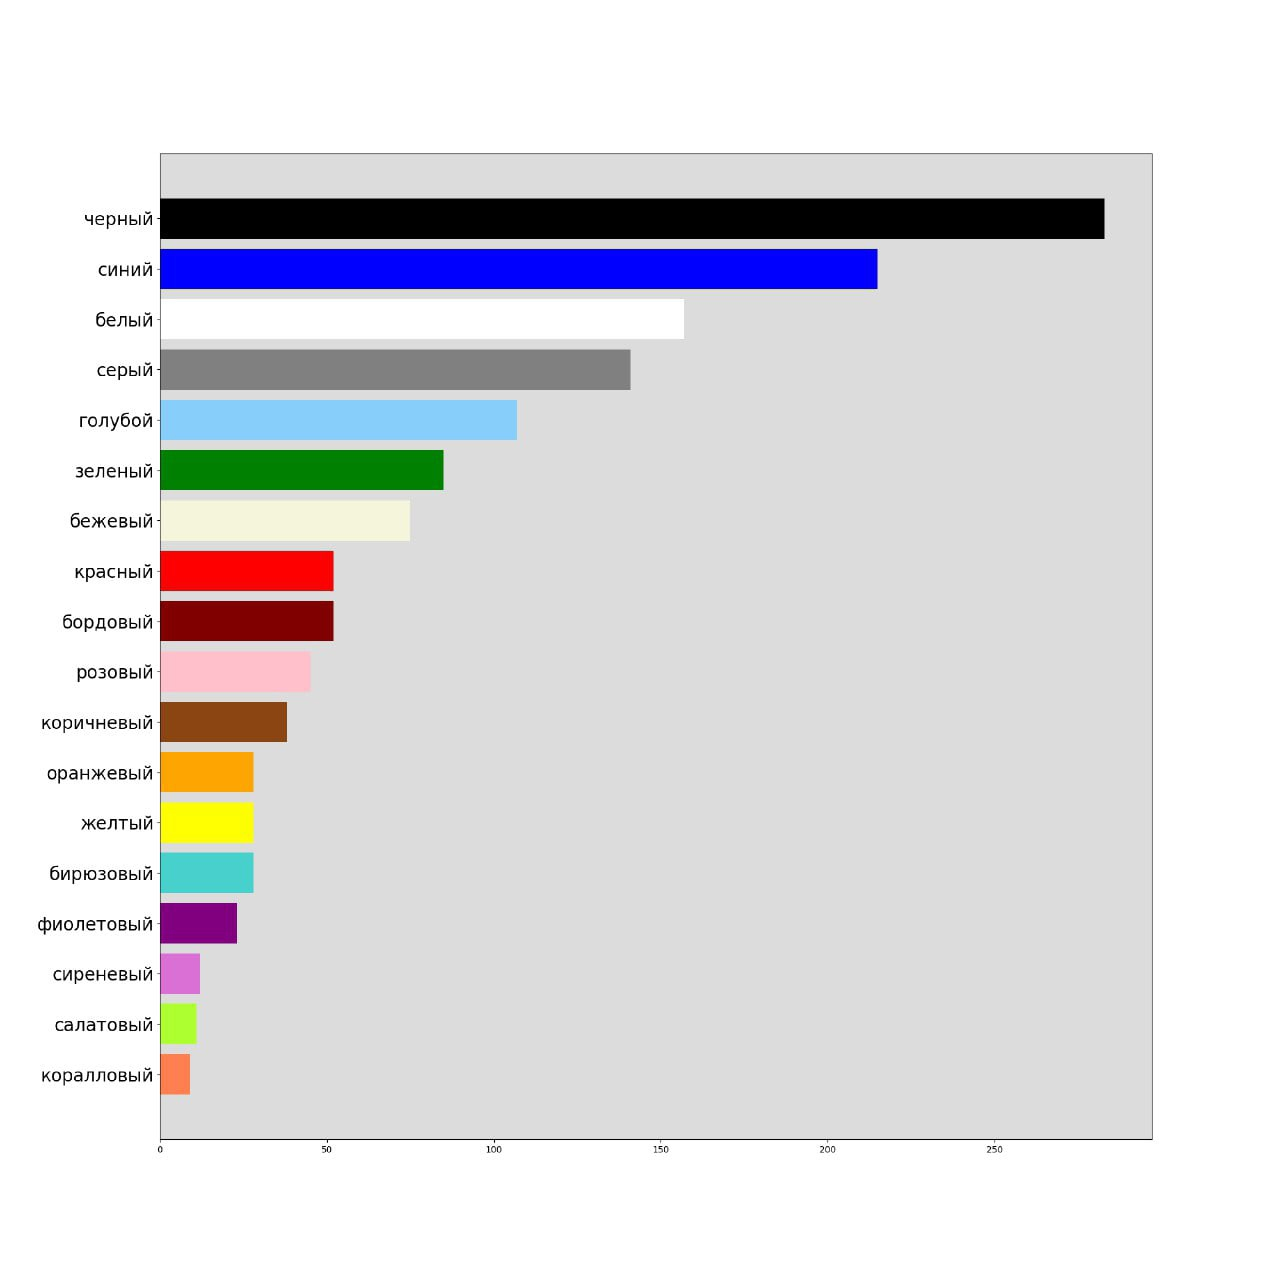 черный
синий
белый
серый
голубой
зеленый
бежевый
красный
бордовый
розовый
коричневый
оранжевый
желтый
бирюзовый
фиолетовый
сиреневый
салатовый
коралловый
0 50 100 150 200 250